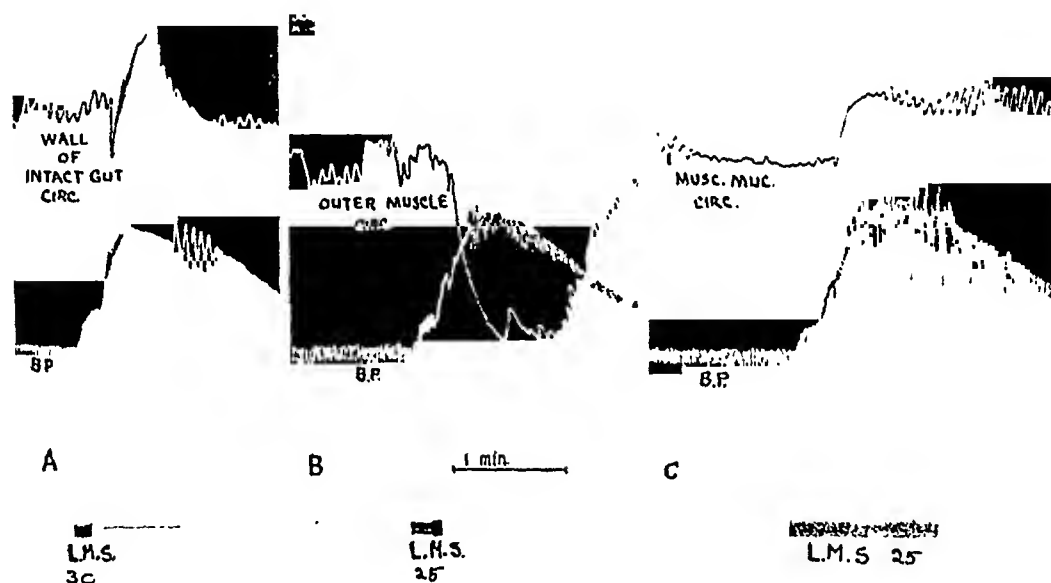 WALL
OF
INTACT GUT
CIRC.
OUTER MUSCLE
CIRC.
MUSC. MUC.
CIRC.
B.P
B.P.
B.P.
A
B
1 min.
C
L.M.S.
30
L.M.S.
25
L.M.S 25